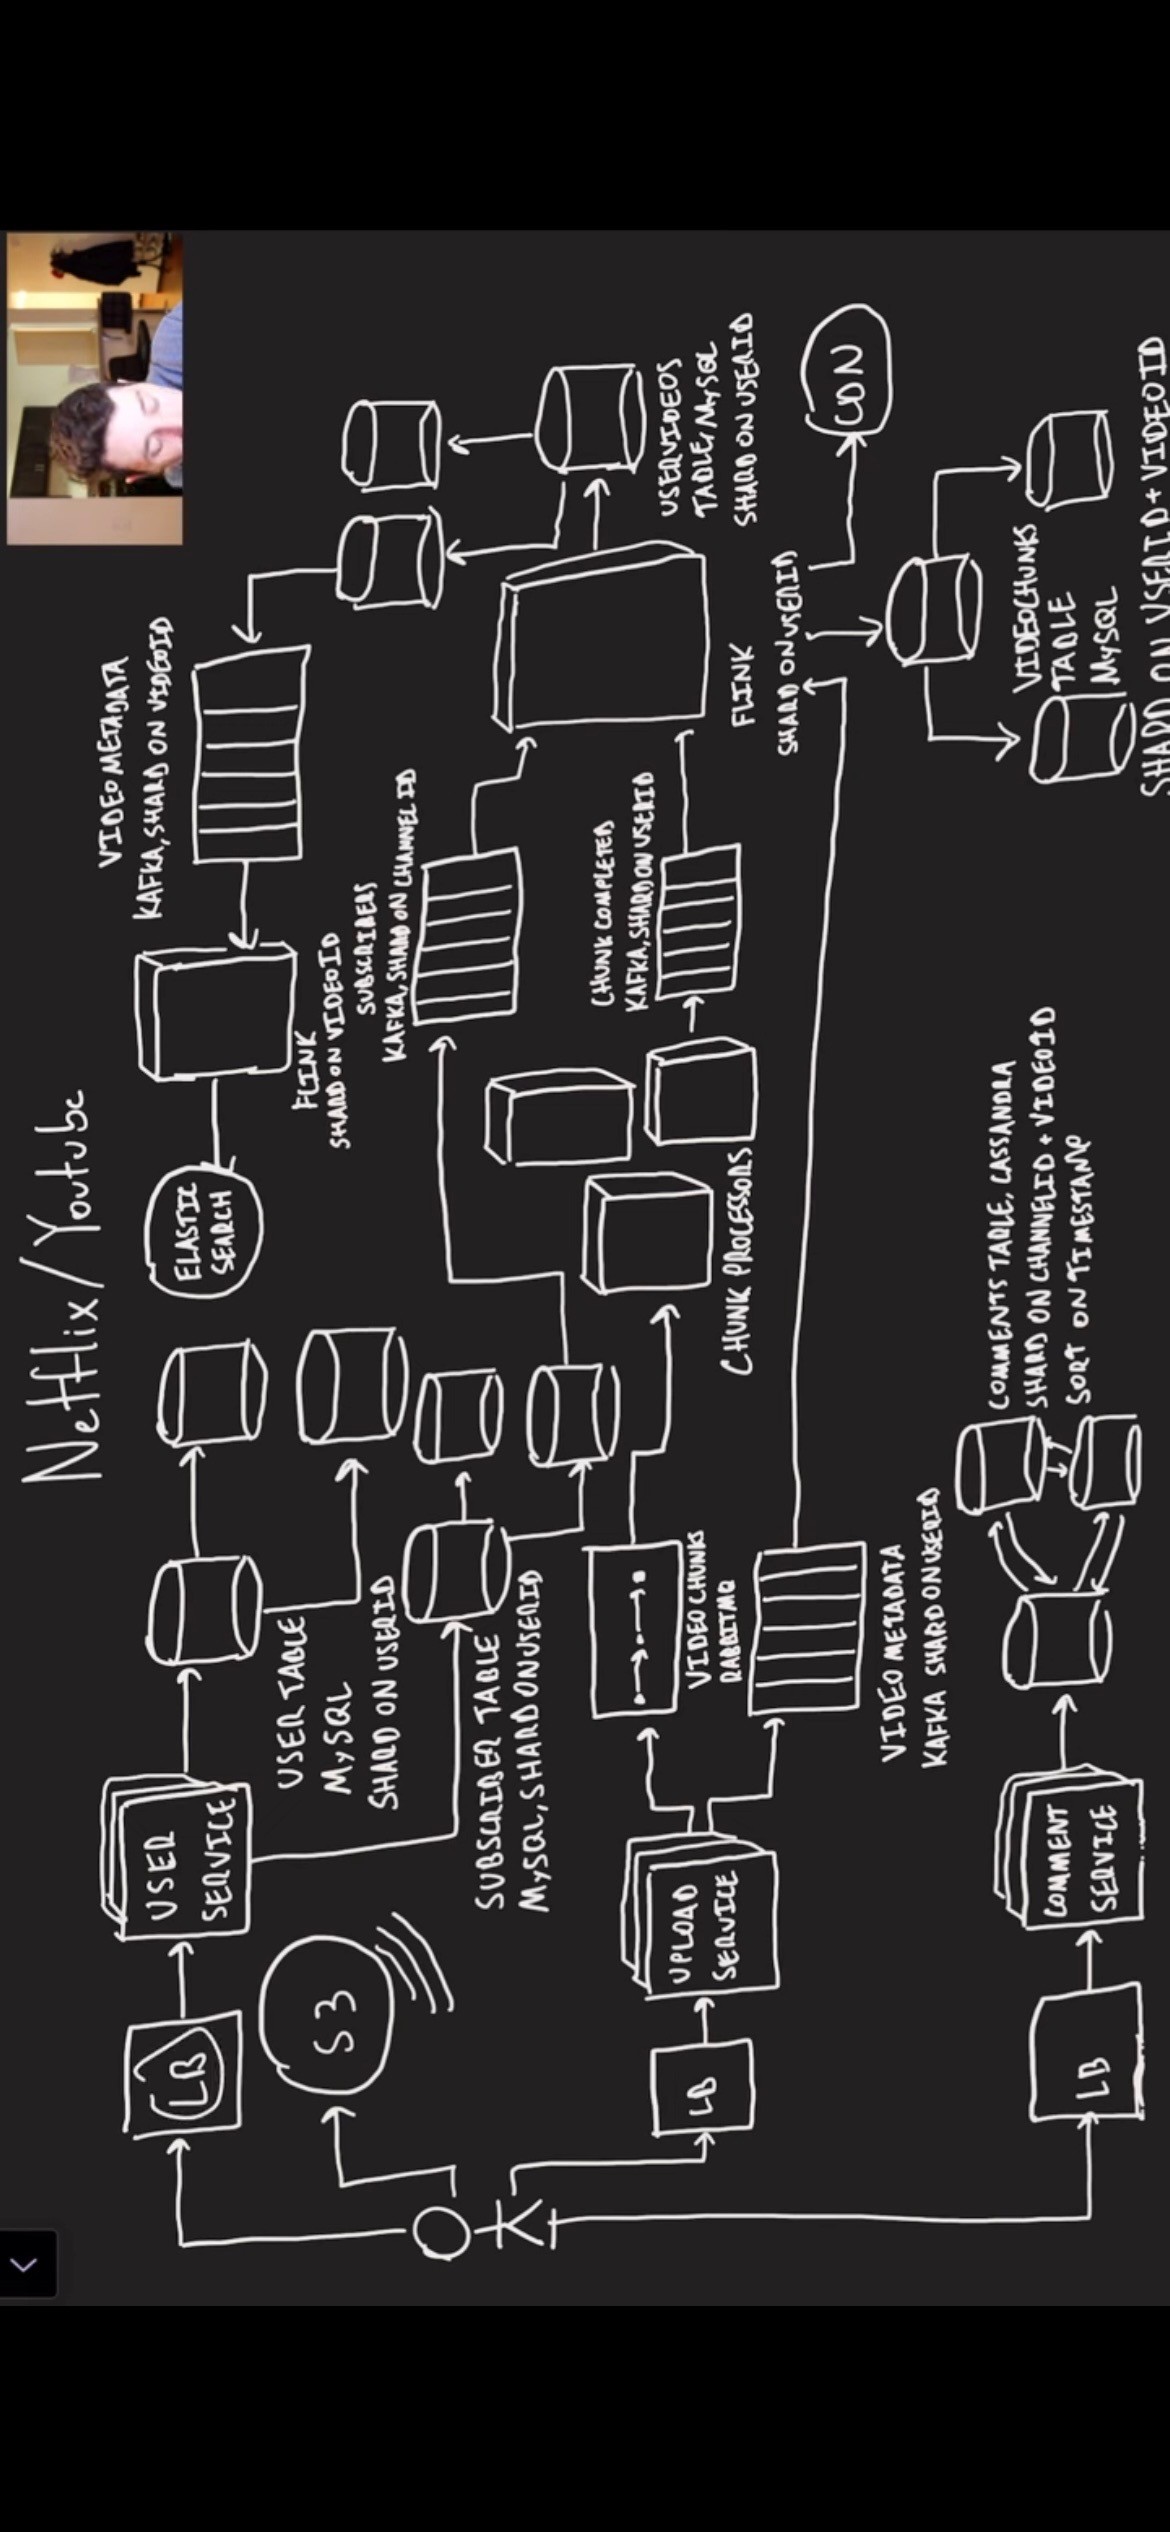 Netflix/Youtube
LB
USER
SERVICE
USER TABLE
MySQL
SHARD ON USERID
ELASTIC
SEARCH
FLINK
SHARD ON VIDEOID
VIDEO METADATA
KAFKA, SHARD ON VIDEOID
S3
SUBSCRIBER TABLE
MySQL, SHARD ON USERID
SUBSCRIBERS
KAFKA, SHARD ON CHANNEL ID
LB
UPLOAD
SERVICE
VIDEO CHUNKS
RABBITMQ
CHUNK PROCESSORS
CHUNK COMPLETED
KAFKA, SHARD ON USERID
FLINK
SHARD ON USERID
USERVIDEOS
TABLE, MySQL
SHARD ON USERID
VIDEO METADATA
KAFKA SHARD ON USERID
CDN
LB
COMMENT
SERVICE
COMMENTS TABLE, CASSANDRA
SHARD ON CHANNELID + VIDEOID
SORT ON TIMESTAMP
VIDEOCHUNKS
TABLE
MySQL
SHARD ON USERID + VIDEOID